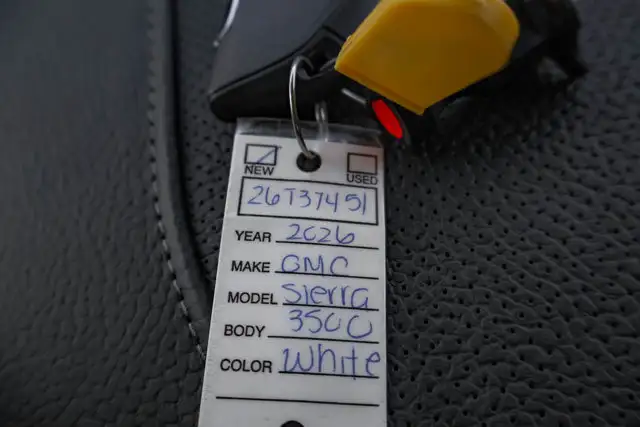 NEW USED
26T37451
YEAR 2026
MAKE GMC
MODEL Sierra
BODY 3500
COLOR White